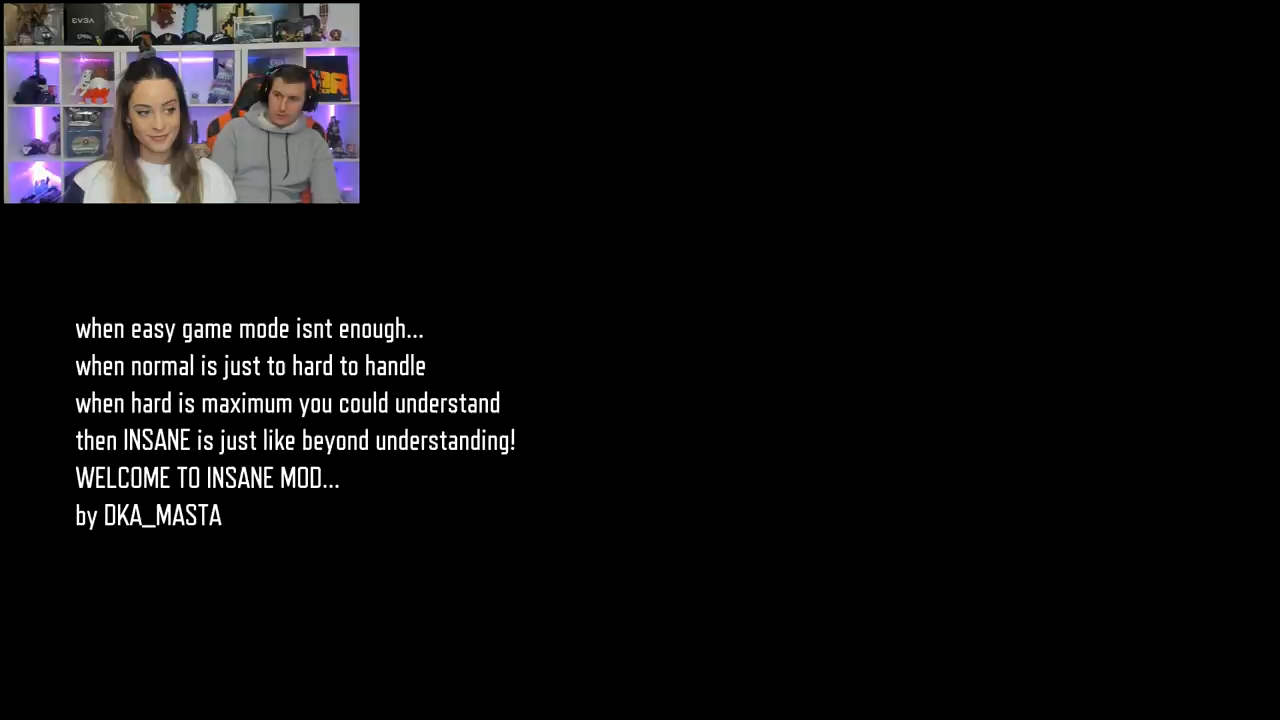 EVGA
when easy game mode isnt enough...
when normal is just to hard to handle
when hard is maximum you could understand
then INSANE is just like beyond understanding!
WELCOME TO INSANE MOD...
by DKA_MASTA